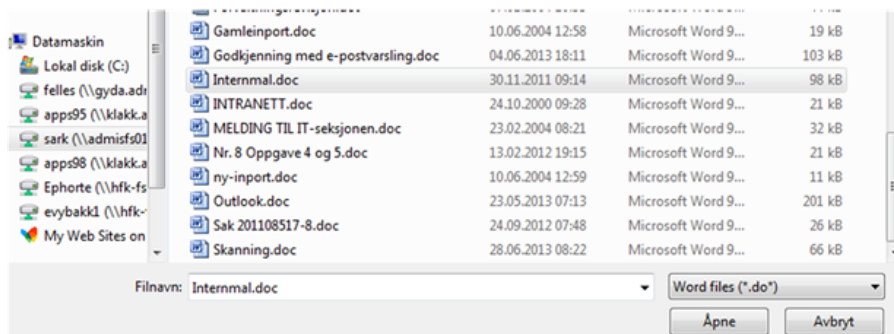 Datamaskin
Lokal disk (C:)
felles (\\gyda.adr
apps95 (\\klakk.a
sark (\\admisfs01
apps98 (\\klakk.a
Ephorte (\\hfk-fs
evybakk1 (\\hfk-
My Web Sites on
Gamleinport.doc 10.06.2004 12:58 Microsoft Word 9... 19 kB
Godkjenning med e-postvarsling.doc 04.06.2013 18:11 Microsoft Word 9... 103 kB
Internmal.doc 30.11.2011 09:14 Microsoft Word 9... 98 kB
INTRANETT.doc 24.10.2000 09:28 Microsoft Word 9... 21 kB
MELDING TIL IT-seksjonen.doc 23.02.2004 08:21 Microsoft Word 9... 32 kB
Nr. 8 Oppgave 4 og 5.doc 13.02.2012 19:15 Microsoft Word 9... 21 kB
ny-inport.doc 10.06.2004 12:59 Microsoft Word 9... 11 kB
Outlook.doc 23.05.2013 07:13 Microsoft Word 9... 201 kB
Sak 201108517-8.doc 24.09.2012 07:48 Microsoft Word 9... 26 kB
Skanning.doc 28.06.2013 08:22 Microsoft Word 9... 66 kB
Filnavn: Internmal.doc Word files (*.do*)
Åpne Avbryt